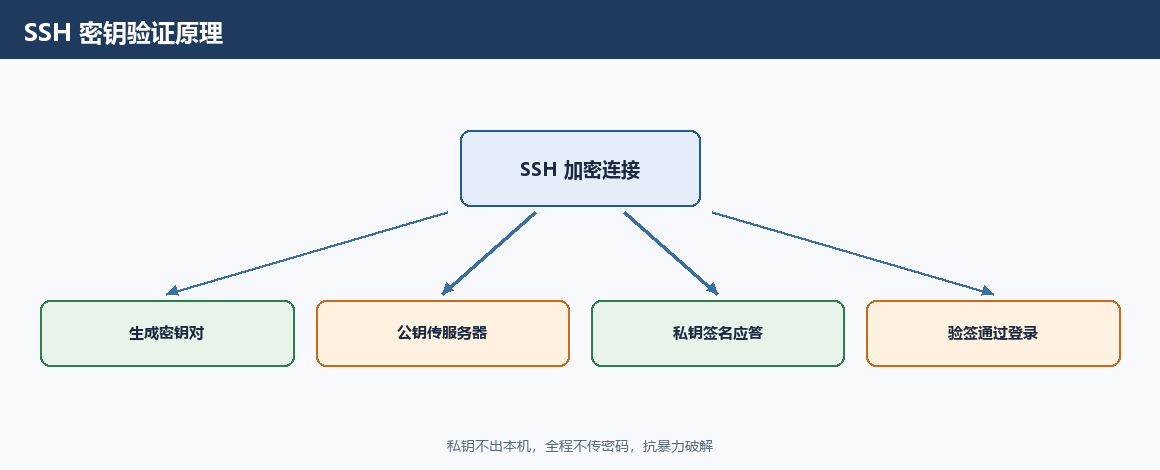 SSH 密钥验证原理
SSH 加密连接
生成密钥对
公钥传服务器
私钥签名应答
验签通过登录
私钥不出本机，全程不传密码，抗暴力破解